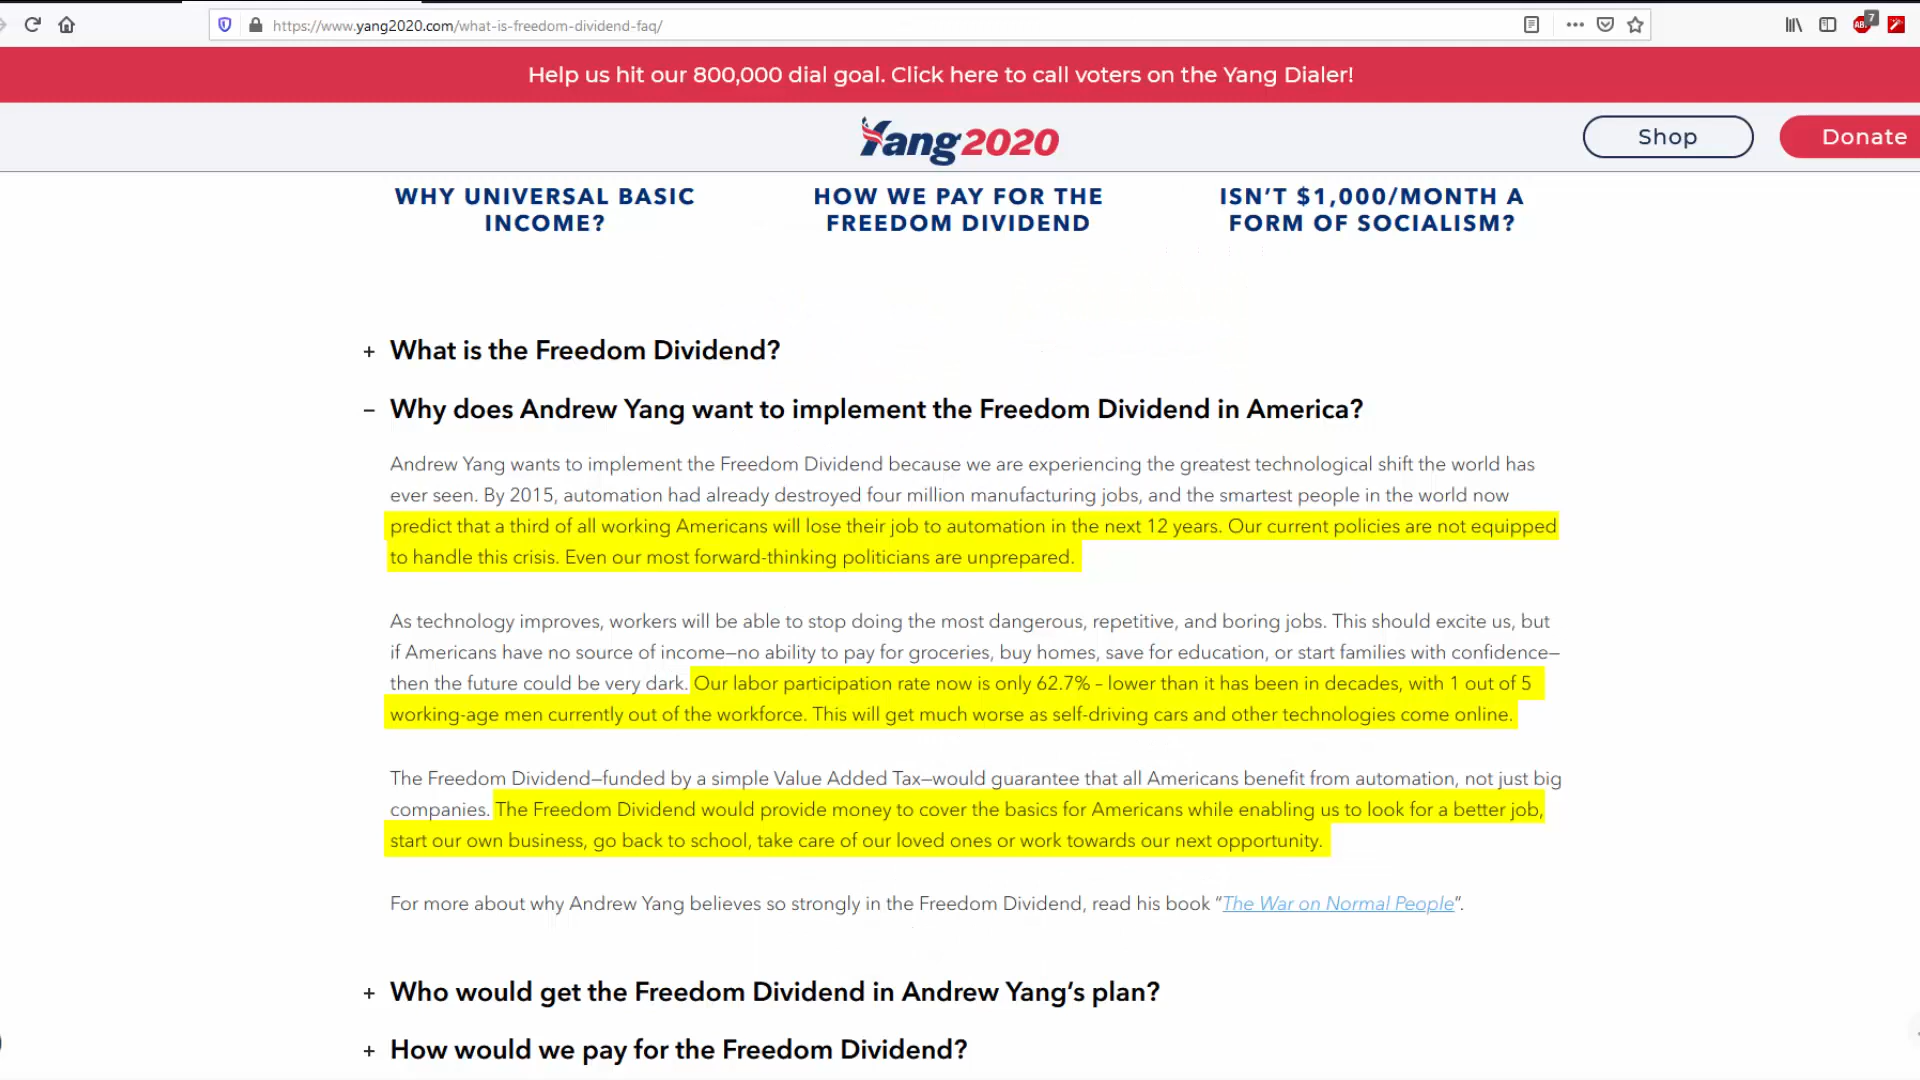 https://www.yang2020.com/what-is-freedom-dividend-faq/
7
Help us hit our 800,000 dial goal. Click here to call voters on the Yang Dialer!
Yang2020
Shop
Donate
WHY UNIVERSAL BASIC
INCOME?
HOW WE PAY FOR THE
FREEDOM DIVIDEND
ISN’T $1,000/MONTH A
FORM OF SOCIALISM?
+ What is the Freedom Dividend?
– Why does Andrew Yang want to implement the Freedom Dividend in America?
Andrew Yang wants to implement the Freedom Dividend because we are experiencing the greatest technological shift the world has
ever seen. By 2015, automation had already destroyed four million manufacturing jobs, and the smartest people in the world now
predict that a third of all working Americans will lose their job to automation in the next 12 years. Our current policies are not equipped
to handle this crisis. Even our most forward-thinking politicians are unprepared.
As technology improves, workers will be able to stop doing the most dangerous, repetitive, and boring jobs. This should excite us, but
if Americans have no source of income—no ability to pay for groceries, buy homes, save for education, or start families with confidence—
then the future could be very dark. Our labor participation rate now is only 62.7% – lower than it has been in decades, with 1 out of 5
working-age men currently out of the workforce. This will get much worse as self-driving cars and other technologies come online.
The Freedom Dividend—funded by a simple Value Added Tax—would guarantee that all Americans benefit from automation, not just big
companies. The Freedom Dividend would provide money to cover the basics for Americans while enabling us to look for a better job,
start our own business, go back to school, take care of our loved ones or work towards our next opportunity.
For more about why Andrew Yang believes so strongly in the Freedom Dividend, read his book “The War on Normal People”.
+ Who would get the Freedom Dividend in Andrew Yang’s plan?
+ How would we pay for the Freedom Dividend?